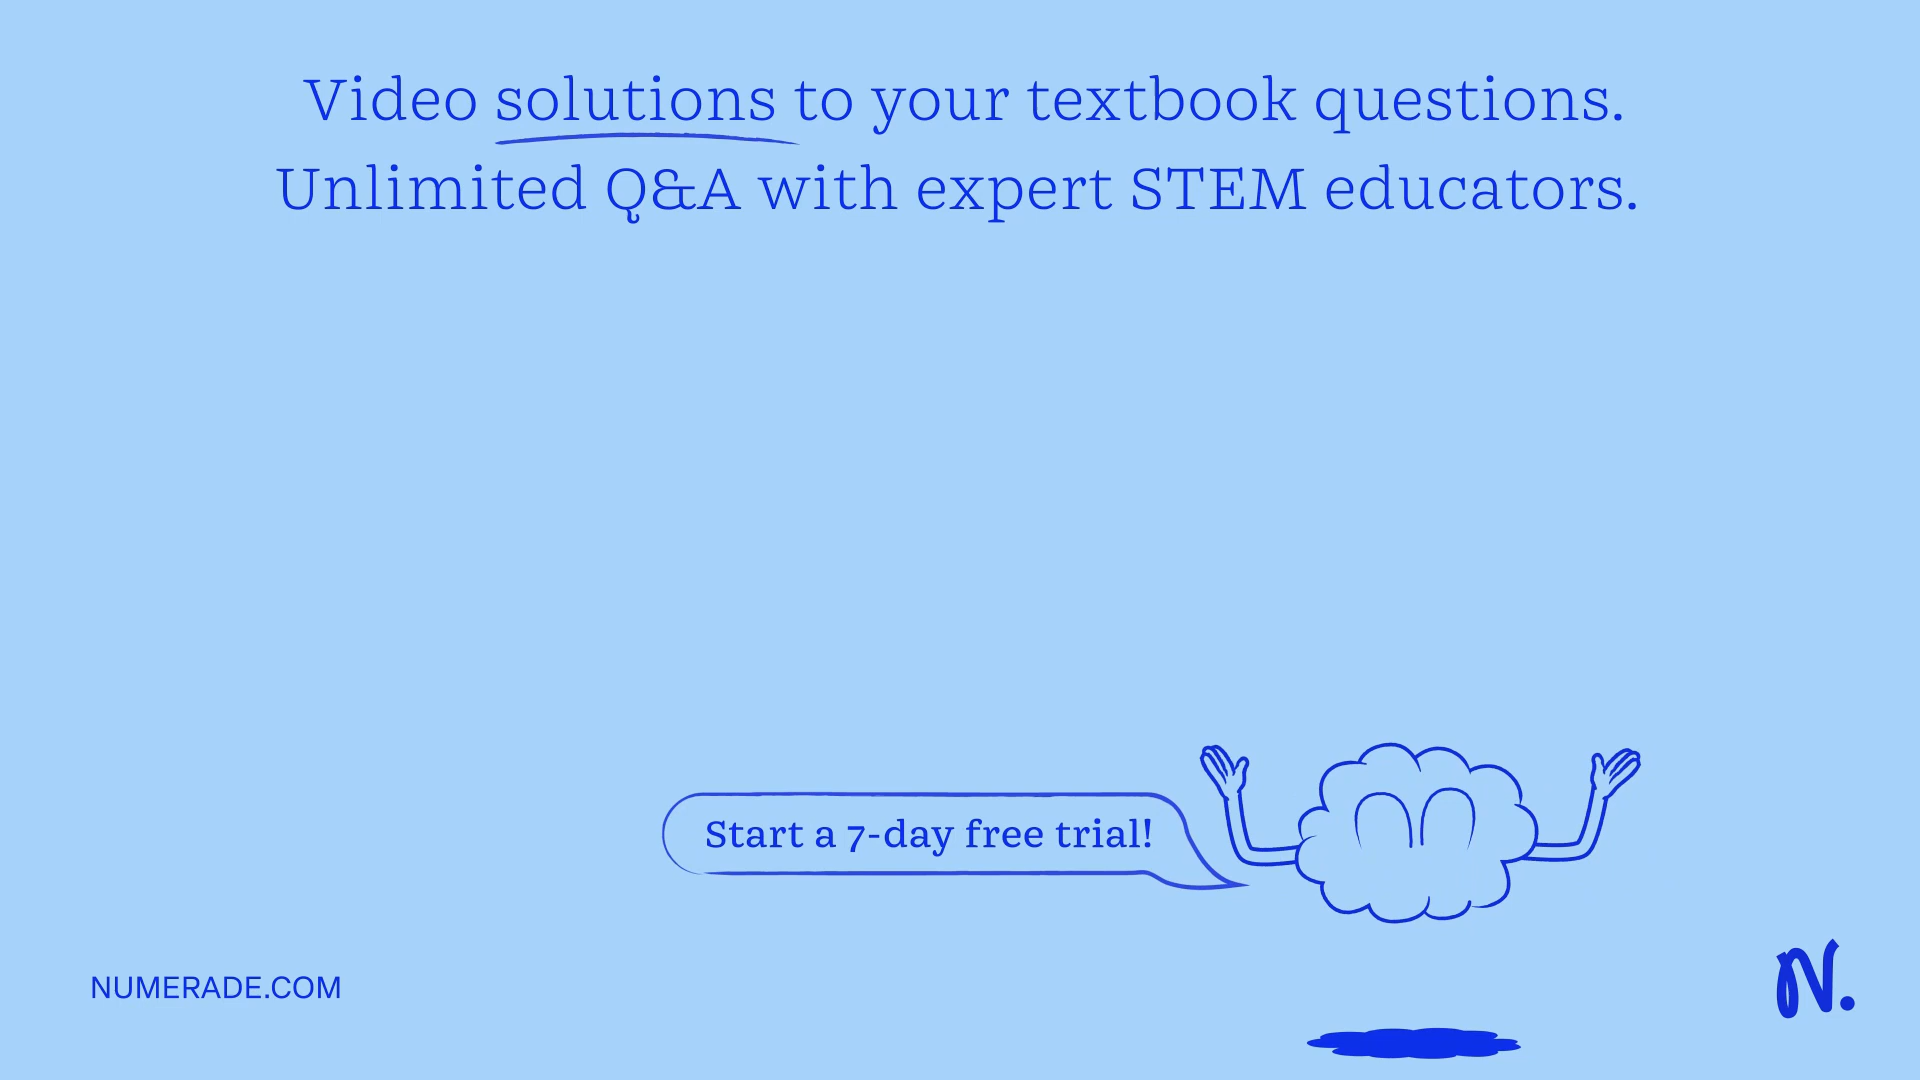 Video solutions to your textbook questions.
Unlimited Q&A with expert STEM educators.
Start a 7-day free trial!
NUMERADE.COM
N.